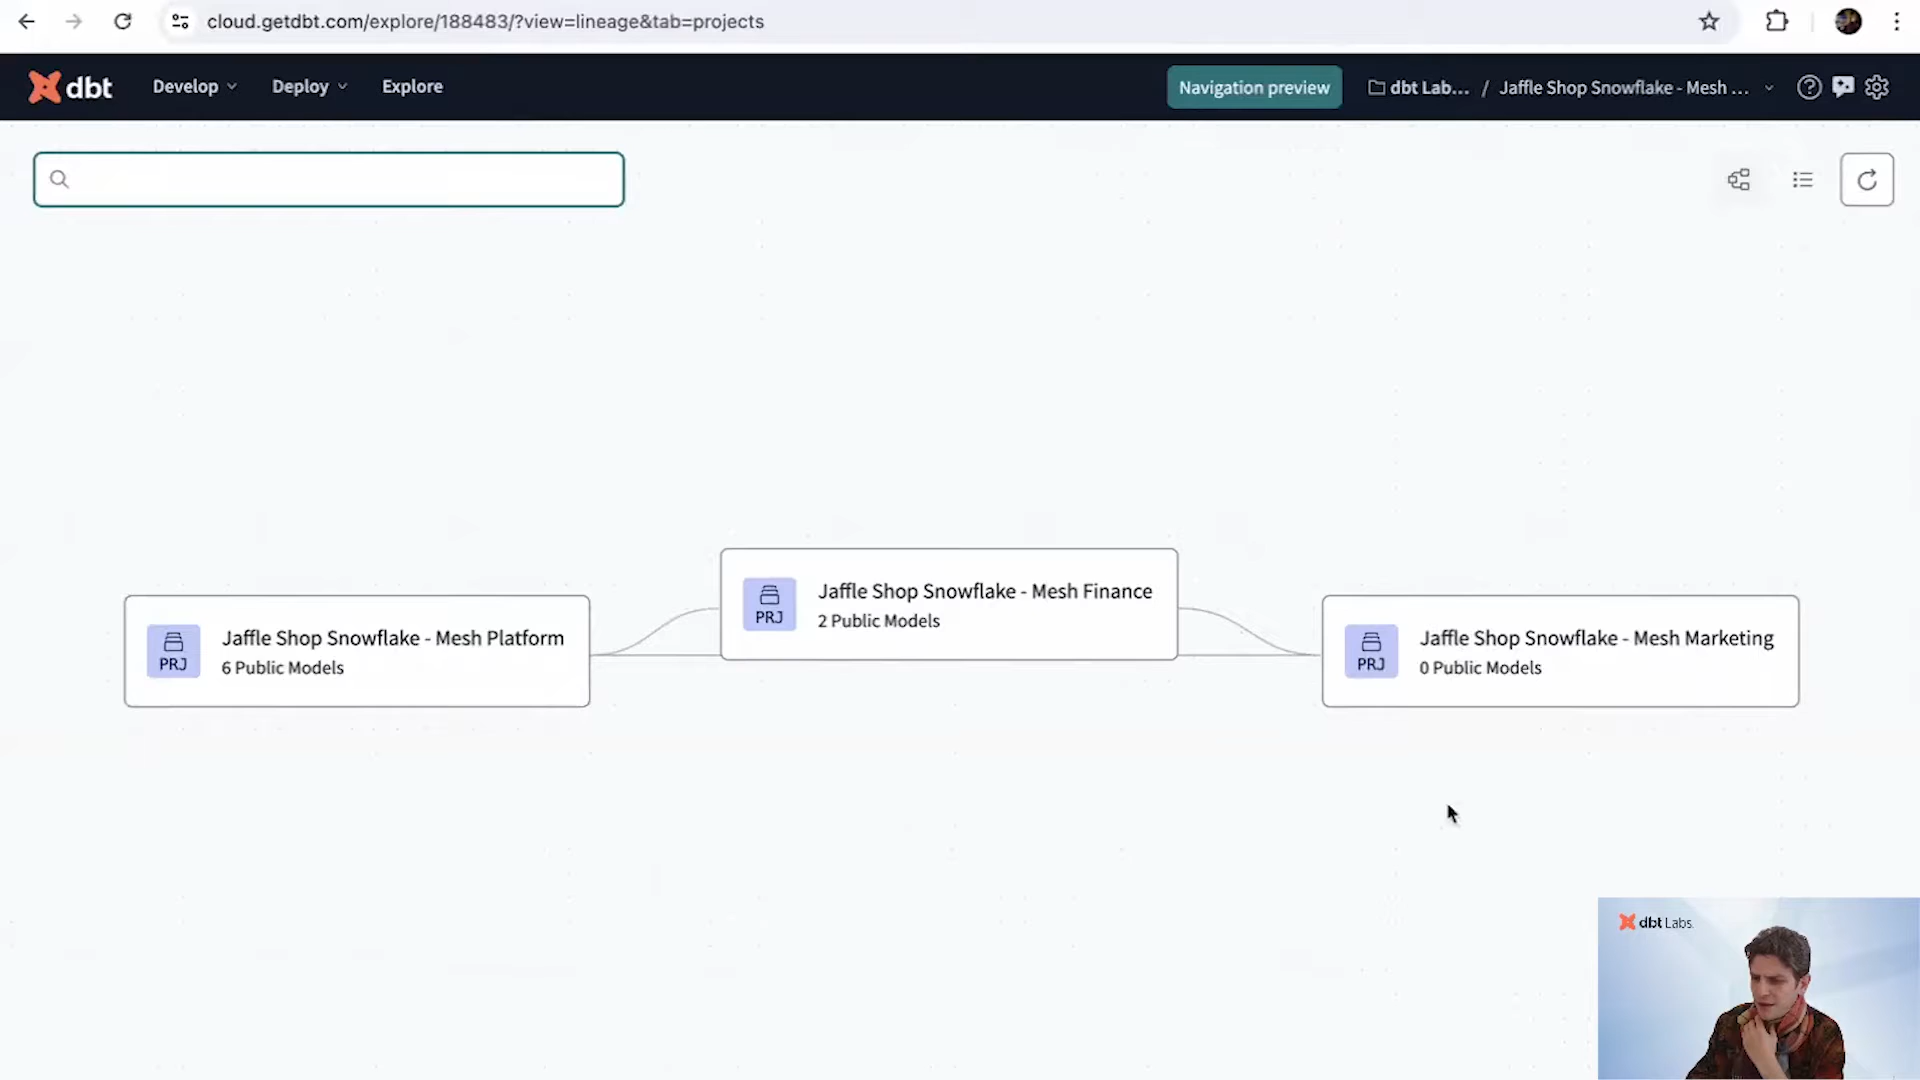 cloud.getdbt.com/explore/188483/?view=lineage&tab=projects
dbt Develop Deploy Explore Navigation preview dbt Lab... / Jaffle Shop Snowflake - Mesh ...
Jaffle Shop Snowflake - Mesh Finance
2 Public Models
PRJ
Jaffle Shop Snowflake - Mesh Platform
6 Public Models
PRJ
Jaffle Shop Snowflake - Mesh Marketing
0 Public Models
PRJ
dbt Labs